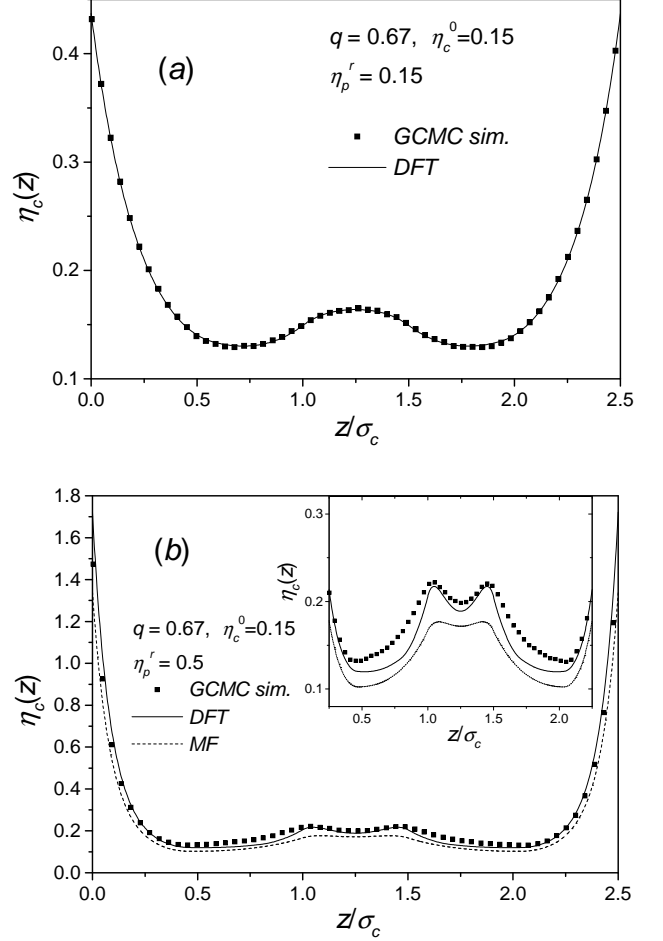 (a)
q = 0.67, η_c^0=0.15
η_p^r = 0.15
GCMC sim.
DFT
η_c(z)
0.4
0.3
0.2
0.1
0.0 0.5 1.0 1.5 2.0 2.5
z/σ_c
(b)
q = 0.67, η_c^0=0.15
η_p^r = 0.5
GCMC sim.
DFT
MF
η_c(z)
1.8
1.6
1.4
1.2
1.0
0.8
0.6
0.4
0.2
0.0
0.0 0.5 1.0 1.5 2.0 2.5
z/σ_c
η_c(z)
0.3
0.2
0.1
0.5 1.0 1.5 2.0
z/σ_c